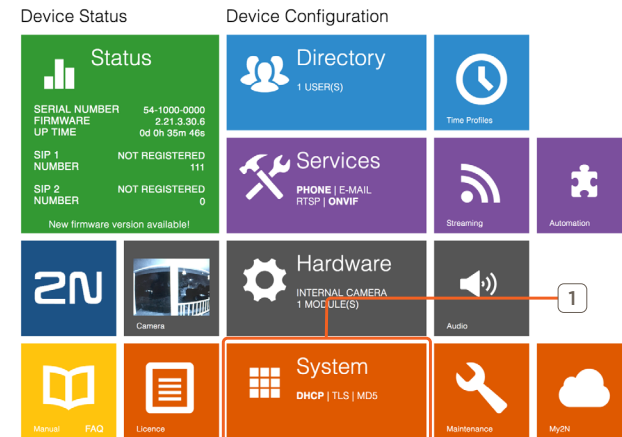 Device Status
Device Configuration
Status
SERIAL NUMBER 54-1000-0000
FIRMWARE 2.21.3.30.6
UP TIME 0d 0h 35m 46s
SIP 1 NOT REGISTERED
NUMBER 111
SIP 2 NOT REGISTERED
NUMBER 0
New firmware version available!
Directory
1 USER(S)
Time Profiles
Services
PHONE | E-MAIL
RTSP | ONVIF
Streaming
Automation
2N
Camera
Hardware
INTERNAL CAMERA
1 MODULE(S)
Audio
1
Manual FAQ
Licence
System
DHCP | TLS | MD5
Maintenance
My2N